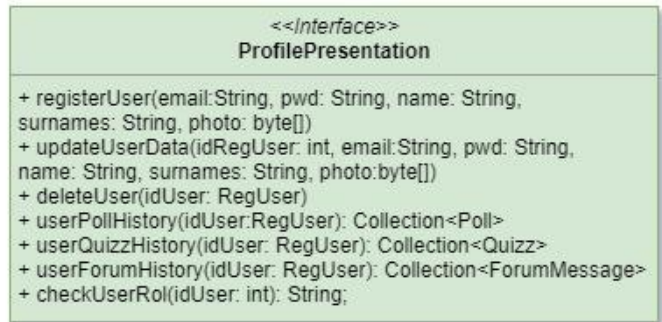 <<Interface>>
ProfilePresentation
+ registerUser(email:String, pwd: String, name: String,
surnames: String, photo: byte[])
+ updateUserData(idRegUser: int, email:String, pwd: String,
name: String, surnames: String, photo:byte[])
+ deleteUser(idUser: RegUser)
+ userPollHistory(idUser:RegUser): Collection<Poll>
+ userQuizzHistory(idUser: RegUser): Collection<Quizz>
+ userForumHistory(idUser: RegUser): Collection<ForumMessage>
+ checkUserRol(idUser: int): String;